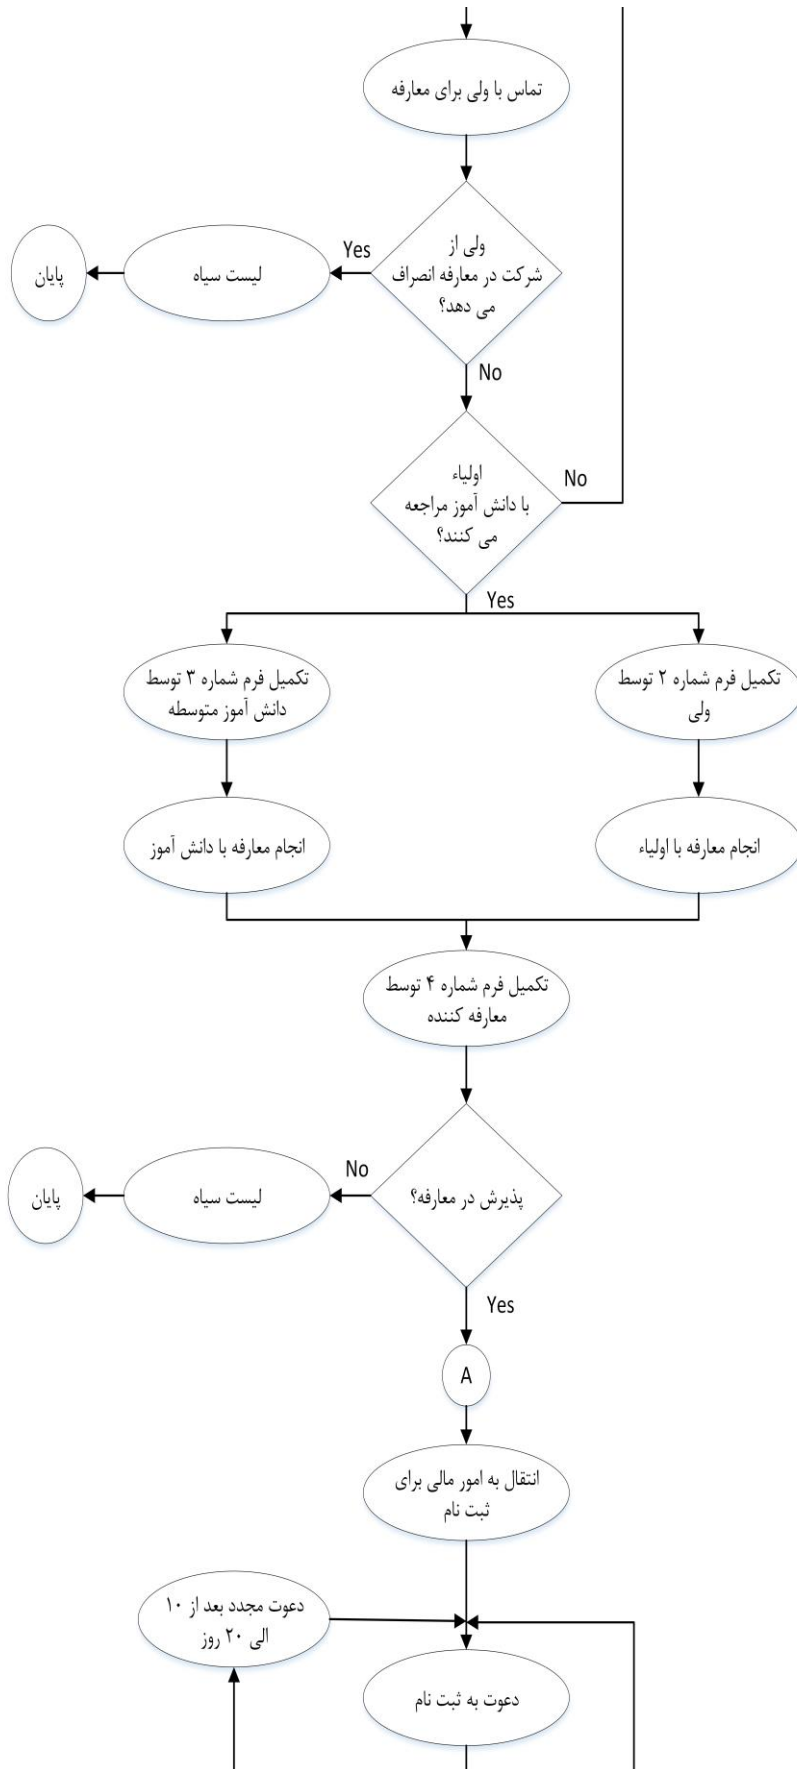 تماس با ولی برای معارفه
ولی از
شرکت در معارفه انصراف
می دهد؟
Yes
لیست سیاه
پایان
No
اولیاء
با دانش آموز مراجعه
می کنند؟
No
Yes
تکمیل فرم شماره ۲ توسط
ولی
تکمیل فرم شماره ۳ توسط
دانش آموز متوسطه
انجام معارفه با اولیاء
انجام معارفه با دانش آموز
تکمیل فرم شماره ۴ توسط
معارفه کننده
پذیرش در معارفه؟
No
لیست سیاه
پایان
Yes
A
انتقال به امور مالی برای
ثبت نام
دعوت مجدد بعد از ۱۰
الی ۲۰ روز
دعوت به ثبت نام